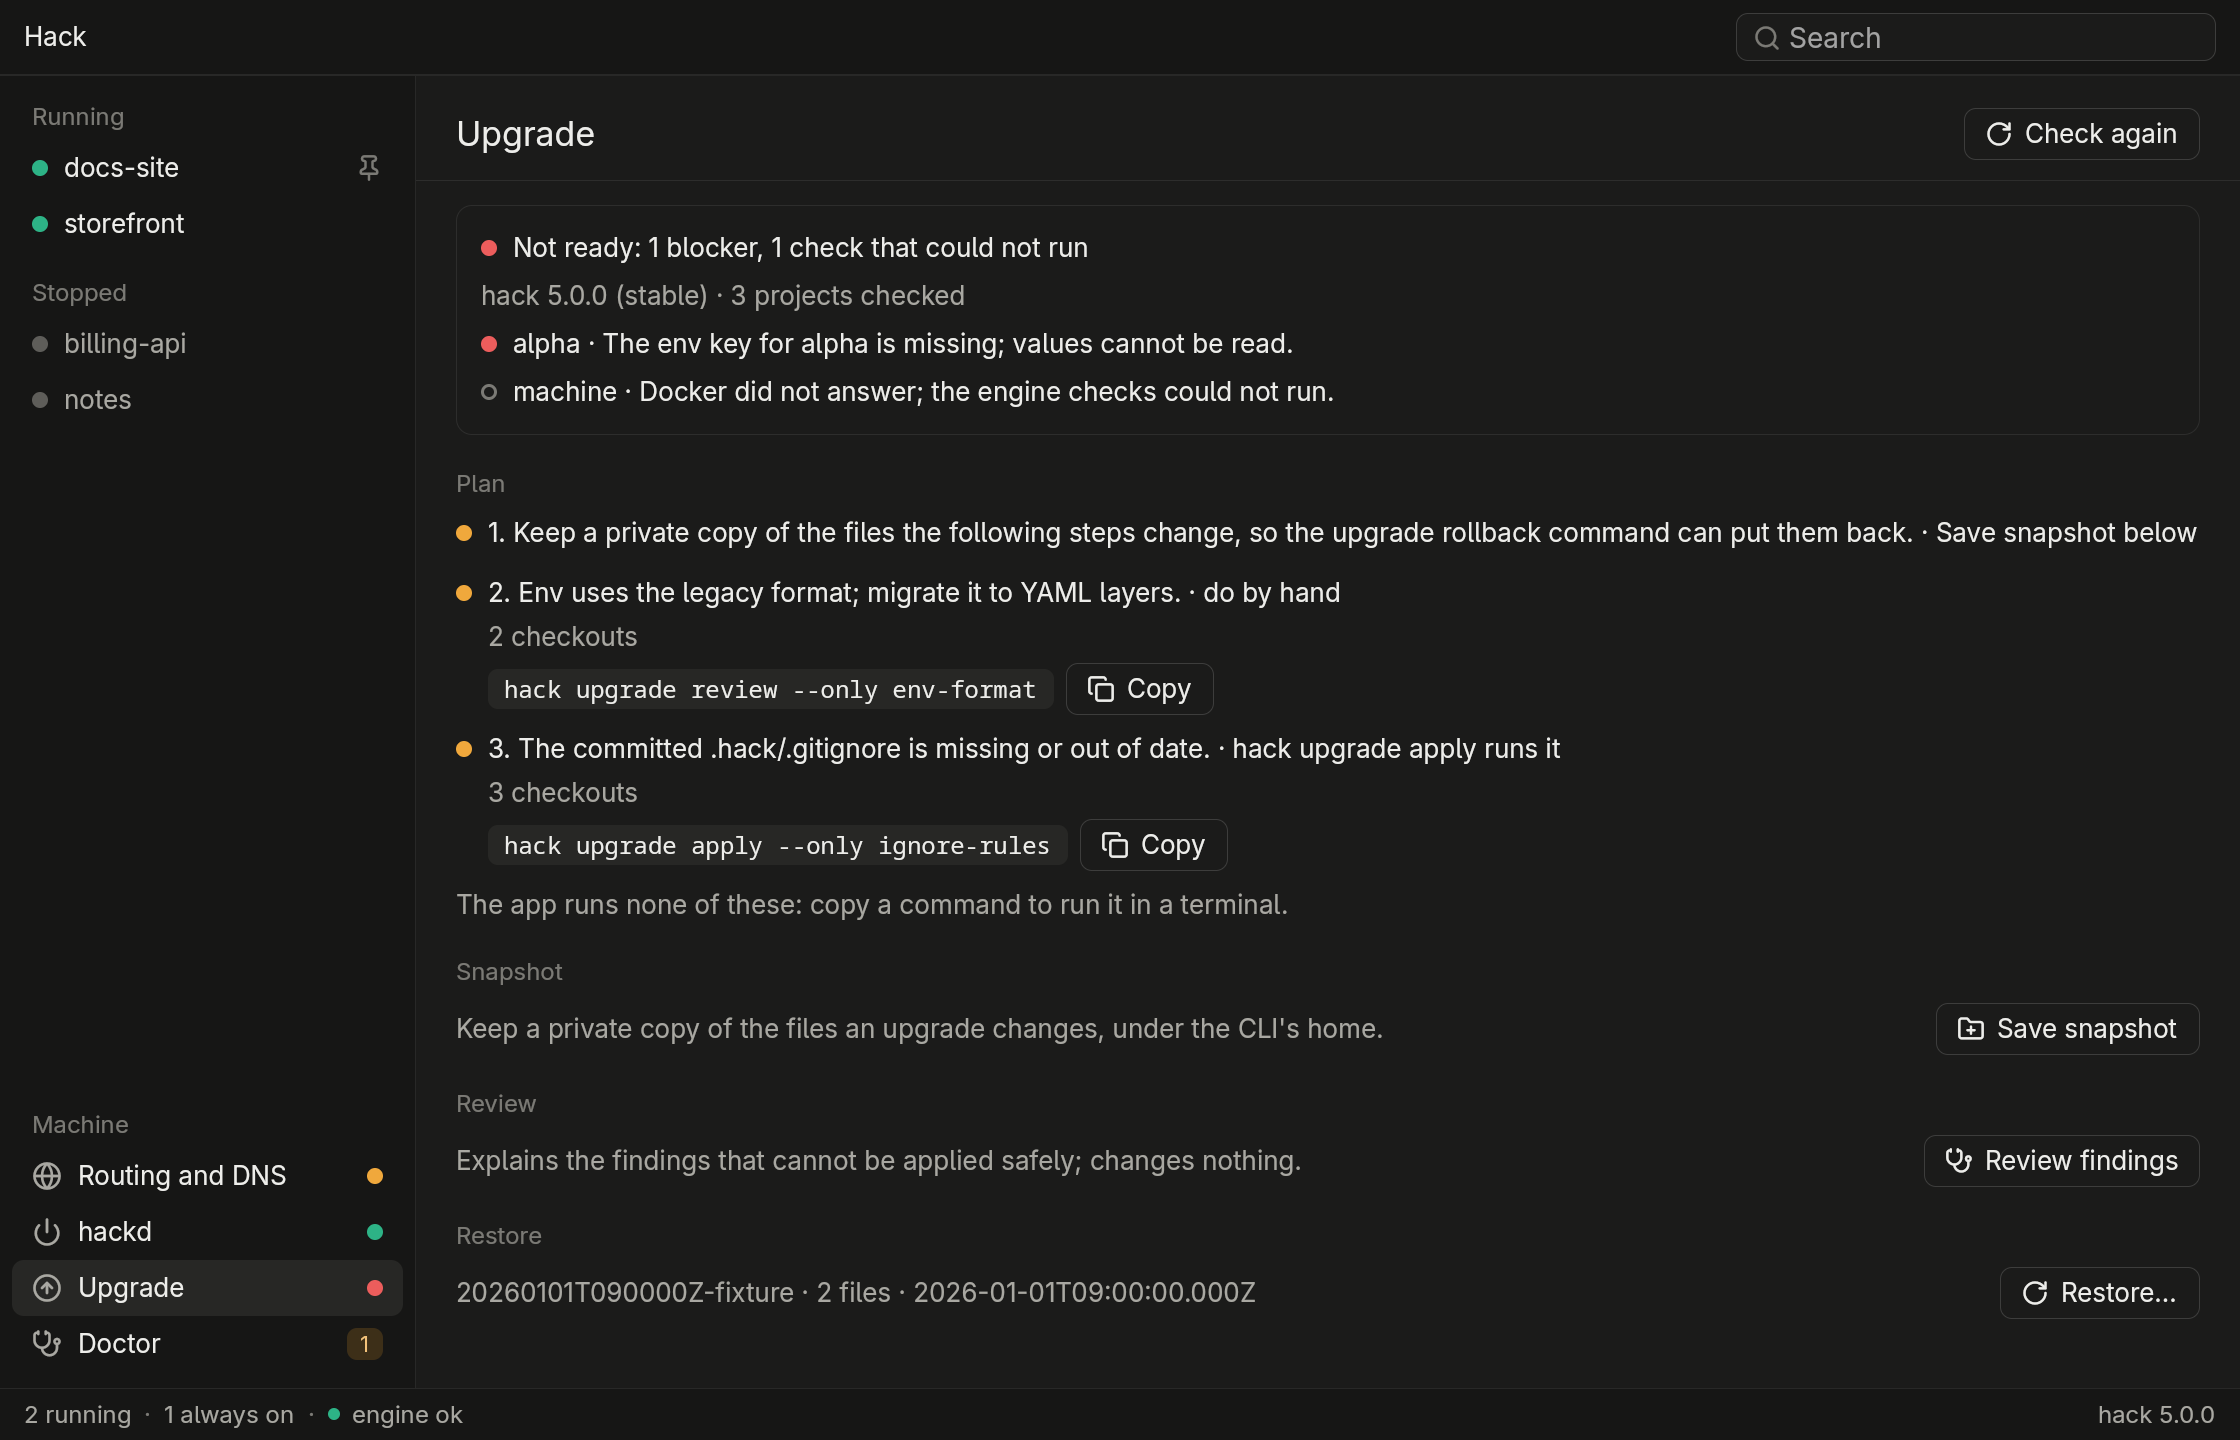 Hack
Search
Running
docs-site
storefront
Stopped
billing-api
notes
Machine
Routing and DNS
hackd
Upgrade
Doctor
1
Upgrade
Check again
Not ready: 1 blocker, 1 check that could not run
hack 5.0.0 (stable) · 3 projects checked
alpha · The env key for alpha is missing; values cannot be read.
machine · Docker did not answer; the engine checks could not run.
Plan
1. Keep a private copy of the files the following steps change, so the upgrade rollback command can put them back. · Save snapshot below
2. Env uses the legacy format; migrate it to YAML layers. · do by hand
2 checkouts
hack upgrade review --only env-format
Copy
3. The committed .hack/.gitignore is missing or out of date. · hack upgrade apply runs it
3 checkouts
hack upgrade apply --only ignore-rules
Copy
The app runs none of these: copy a command to run it in a terminal.
Snapshot
Keep a private copy of the files an upgrade changes, under the CLI's home.
Save snapshot
Review
Explains the findings that cannot be applied safely; changes nothing.
Review findings
Restore
20260101T090000Z-fixture · 2 files · 2026-01-01T09:00:00.000Z
Restore...
2 running · 1 always on · engine ok
hack 5.0.0